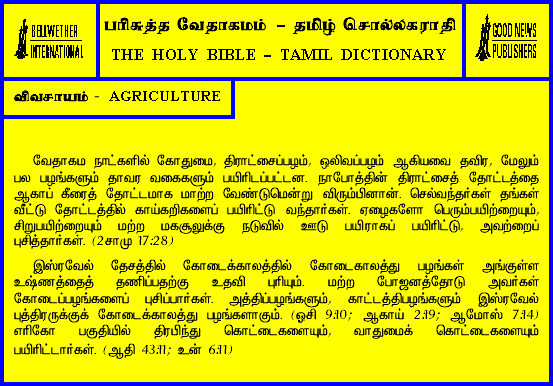 BELLWETHER
INTERNATIONAL
பரிசுத்த வேதாகமம் – தமிழ் சொல்லகராதி
THE HOLY BIBLE – TAMIL DICTIONARY
GOOD NEWS
PUBLISHERS
விவசாயம் - AGRICULTURE
வேதாகம நாட்களில் கோதுமை, திராட்சைப்பழம், ஒலிவப்பழம் ஆகியவை தவிர, மேலும்
பல பழங்களும் தாவர வகைகளும் பயிரிடப்பட்டன. நாபோத்தின் திராட்சைத் தோட்டத்தை
ஆகாப் கீரைத் தோட்டமாக மாற்ற வேண்டுமென்று விரும்பினான். செல்வந்தர்கள் தங்கள்
வீட்டு தோட்டத்தில் காய்கறிகளைப் பயிரிட்டு வந்தார்கள். ஏழைகளோ பெரும்பயிற்றையும்,
சிறுபயிற்றையும் மற்ற மகசூலுக்கு நடுவில் ஊடு பயிராகப் பயிரிட்டு, அவற்றைப்
புசித்தார்கள். (2சாமு 17:28)
இஸ்ரவேல் தேசத்தில் கோடைக்காலத்தில் கோடைகாலத்து பழங்கள் அங்குள்ள
உஷ்ணத்தைத் தணிப்பதற்கு உதவி புரியும். மற்ற போஜனத்தோடு அவர்கள்
கோடைப்பழங்களைப் புசிப்பார்கள். அத்திப்பழங்களும், காட்டத்திபழங்களும் இஸ்ரவேல்
புத்திரருக்குக் கோடைக்காலத்து பழங்களாகும். (ஓசி 9:10; ஆகாய் 2:19; ஆமோஸ் 7:14)
எரிகோ பகுதியில் திரபிந்து கொட்டைகளையும், வாதுமைக் கொட்டைகளையும்
பயிரிட்டார்கள். (ஆதி 43:11; உன் 6:11)